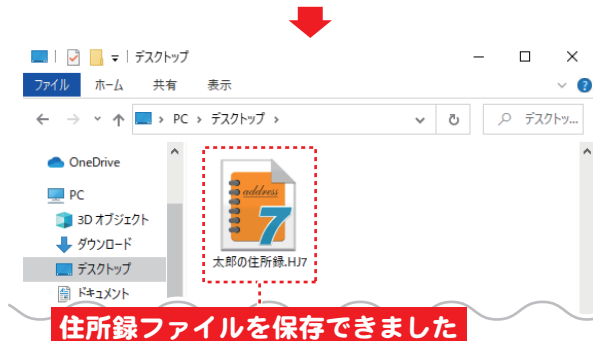 デスクトップ
ファイル ホーム 共有 表示
PC デスクトップ
デスクトッ...
OneDrive
PC
3D オブジェクト
ダウンロード
デスクトップ
ドキュメント
address
7
太郎の住所録.HJ7
住所録ファイルを保存できました